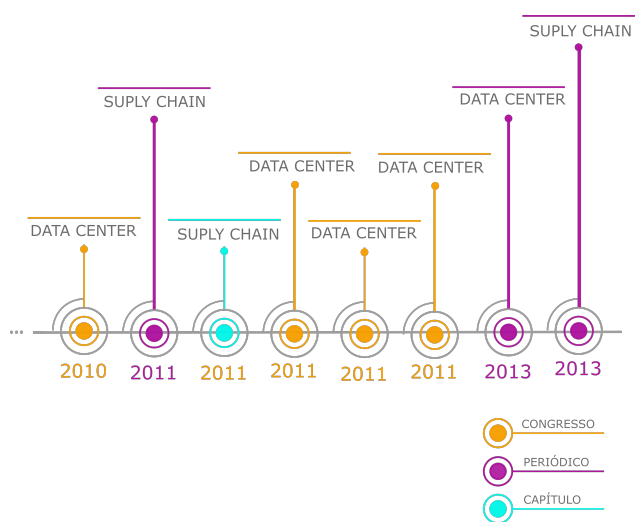 SUPLY CHAIN
SUPLY CHAIN
DATA CENTER
DATA CENTER
DATA CENTER
DATA CENTER
SUPLY CHAIN
DATA CENTER
...
2010
2011
2011
2011
2011
2011
2013
2013
CONGRESSO
PERIÓDICO
CAPÍTULO